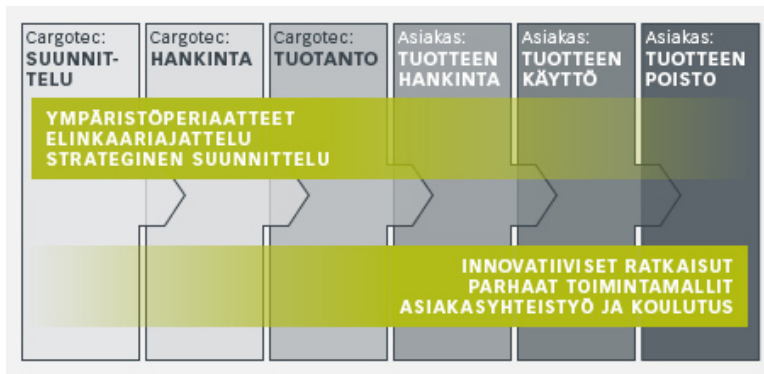 Cargotec:
SUUNNIT-
TELU
Cargotec:
HANKINTA
Cargotec:
TUOTANTO
Asiakas:
TUOTTEEN
HANKINTA
Asiakas:
TUOTTEEN
KÄYTTÖ
Asiakas:
TUOTTEEN
POISTO
YMPÄRISTÖPERIAATTEET
ELINKAARIAJATTELU
STRATEGINEN SUUNNITTELU
INNOVATIIVISET RATKAISUT
PARHAAT TOIMINTAMALLIT
ASIAKASYHTEISTYÖ JA KOULUTUS